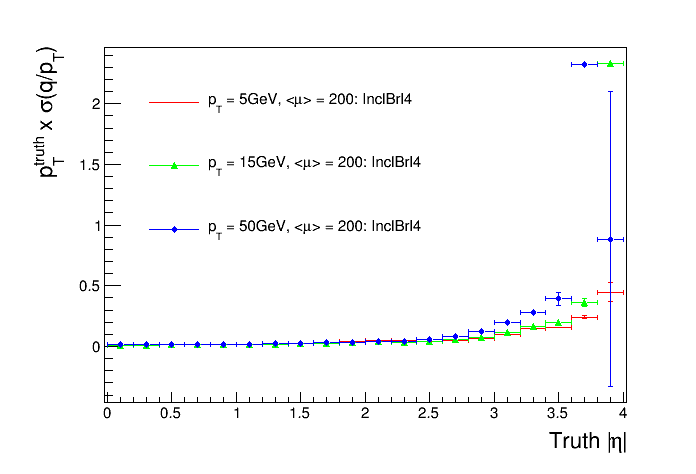 p_T^truth x σ(q/p_T)
2
1.5
1
0.5
0
p_T = 5GeV, <μ> = 200: InclBrl4
p_T = 15GeV, <μ> = 200: InclBrl4
p_T = 50GeV, <μ> = 200: InclBrl4
0 0.5 1 1.5 2 2.5 3 3.5 4
Truth |η|